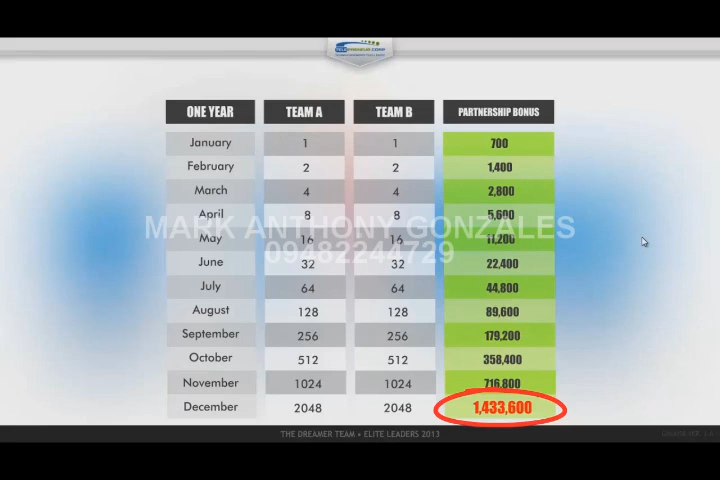 TELEPRENEUR CORP
ONE YEAR TEAM A TEAM B PARTNERSHIP BONUS
January 1 1 700
February 2 2 1,400
March 4 4 2,800
April 8 8 5,600
MARK ANTHONY GONZALES
May 16 16 11,200
09482244729
June 32 32 22,400
July 64 64 44,800
August 128 128 89,600
September 256 256 179,200
October 512 512 358,400
November 1024 1024 716,800
December 2048 2048 1,433,600
THE DREAMER TEAM • ELITE LEADERS 2013